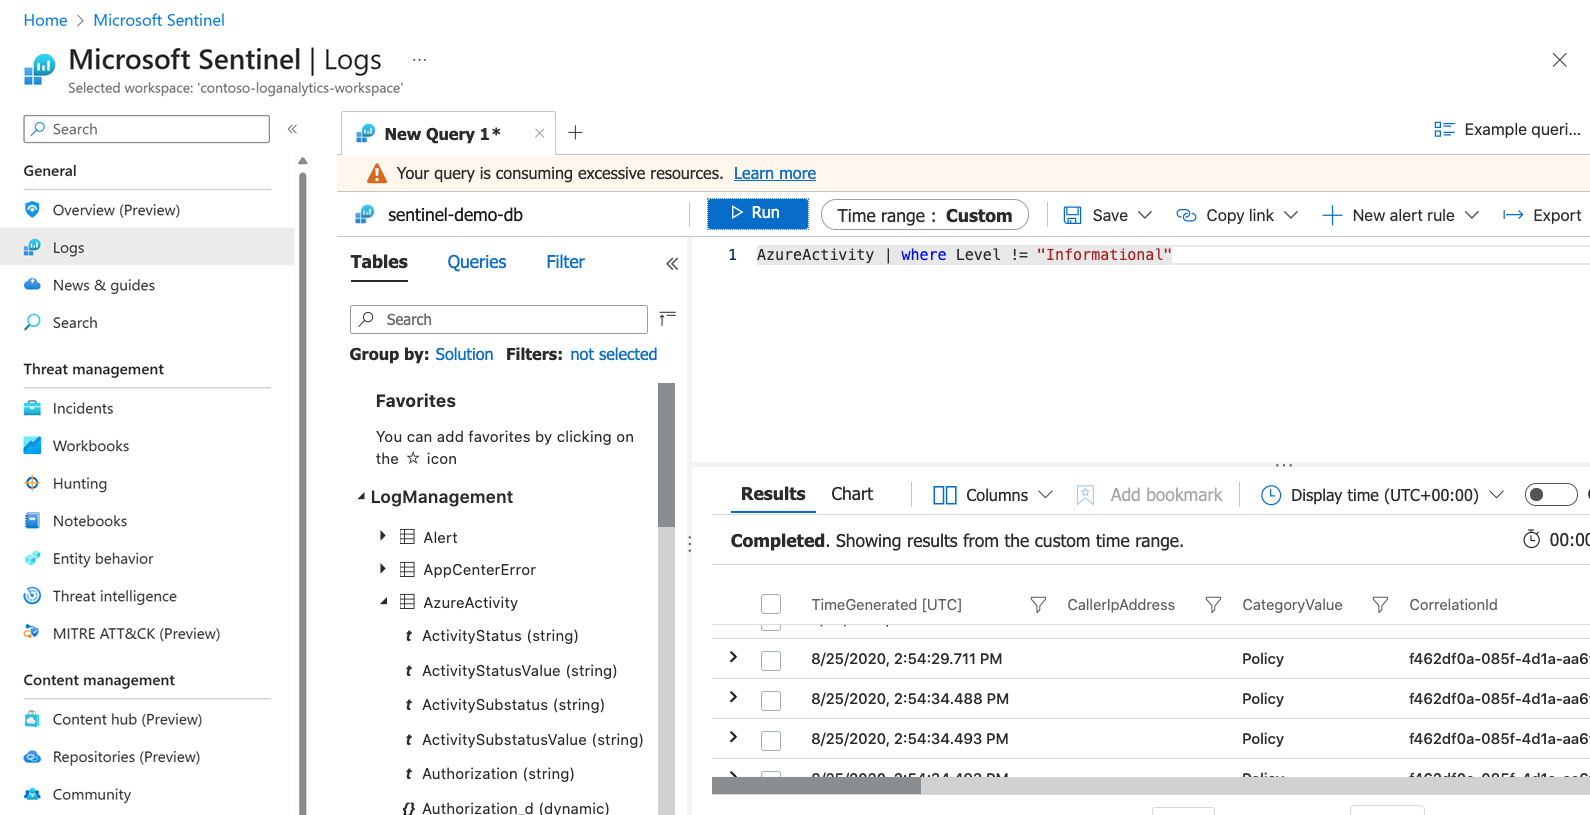 Home > Microsoft Sentinel
Microsoft Sentinel | Logs ...
Selected workspace: 'contoso-loganalytics-workspace'
Search
General
Overview (Preview)
Logs
News & guides
Search
Threat management
Incidents
Workbooks
Hunting
Notebooks
Entity behavior
Threat intelligence
MITRE ATT&CK (Preview)
Content management
Content hub (Preview)
Repositories (Preview)
Community
New Query 1*
Example queri...
Your query is consuming excessive resources. Learn more
sentinel-demo-db
Run
Time range : Custom
Save
Copy link
New alert rule
Export
Tables Queries Filter
Search
Group by: Solution Filters: not selected
Favorites
You can add favorites by clicking on
the ☆ icon
LogManagement
Alert
AppCenterError
AzureActivity
t ActivityStatus (string)
t ActivityStatusValue (string)
t ActivitySubstatus (string)
t ActivitySubstatusValue (string)
t Authorization (string)
{} Authorization_d (dynamic)
1 AzureActivity | where Level != "Informational"
Results Chart Columns Add bookmark Display time (UTC+00:00)
Completed. Showing results from the custom time range. 00:00
TimeGenerated [UTC] CallerIpAddress CategoryValue CorrelationId
8/25/2020, 2:54:29.711 PM Policy f462df0a-085f-4d1a-aa6
8/25/2020, 2:54:34.488 PM Policy f462df0a-085f-4d1a-aa6
8/25/2020, 2:54:34.493 PM Policy f462df0a-085f-4d1a-aa6